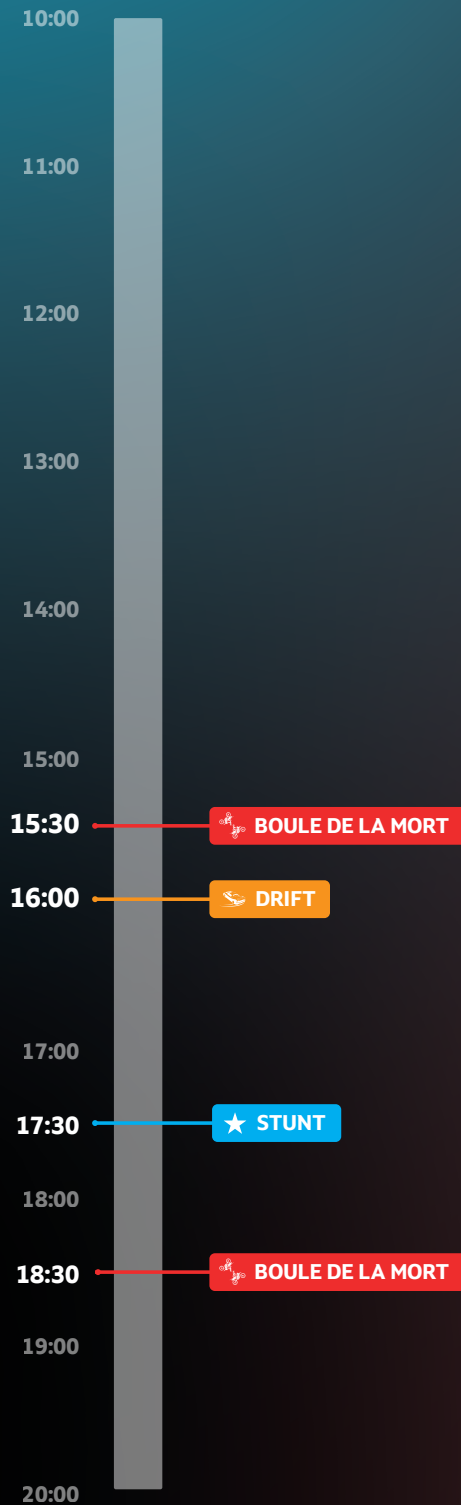 10:00
11:00
12:00
13:00
14:00
15:00
15:30 BOULE DE LA MORT
16:00 DRIFT
17:00
17:30 STUNT
18:00
18:30 BOULE DE LA MORT
19:00
20:00